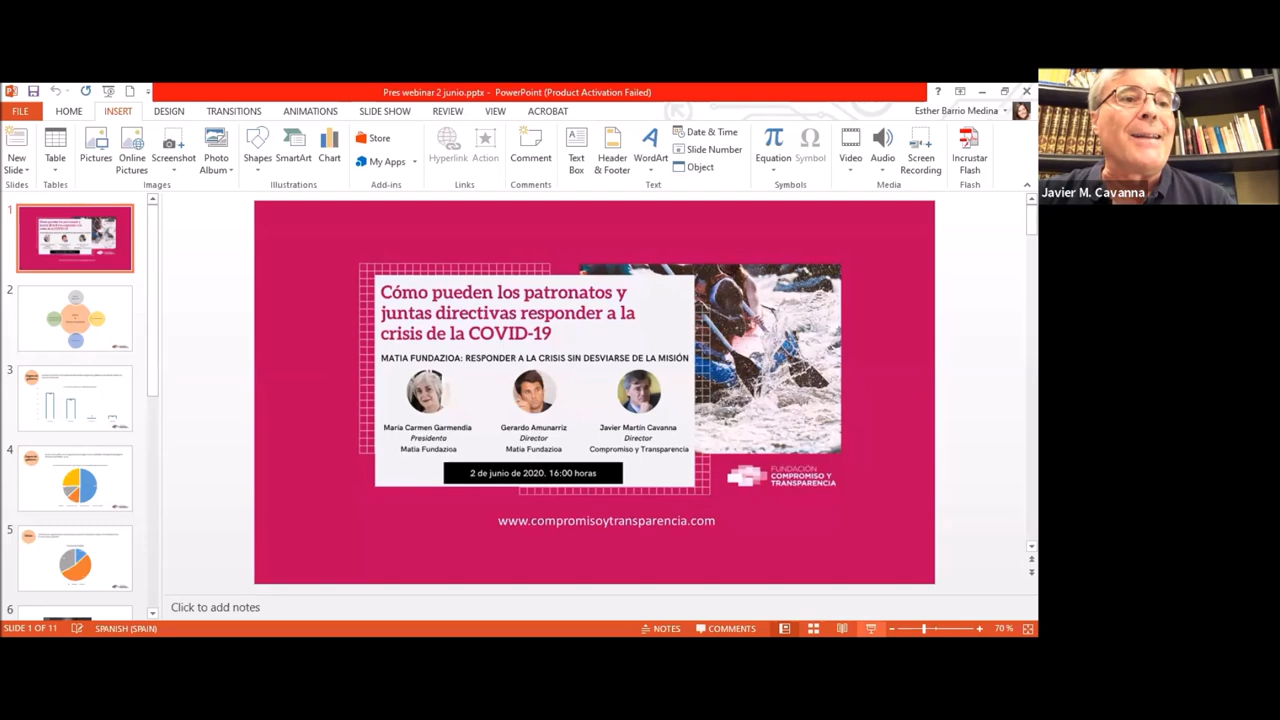 Pres webinar 2 junio.pptx - PowerPoint (Product Activation Failed)
FILE HOME INSERT DESIGN TRANSITIONS ANIMATIONS SLIDE SHOW REVIEW VIEW ACROBAT
Esther Barrio Medina
New Slide
Table
Pictures
Online Pictures
Screenshot
Photo Album
Shapes
SmartArt
Chart
Store
My Apps
Hyperlink
Action
Comment
Text Box
Header & Footer
WordArt
Date & Time
Slide Number
Object
Equation
Symbol
Video
Audio
Screen Recording
Incrustar Flash
Slides Tables Images Illustrations Add-ins Links Comments Text Symbols Media Flash
Javier M. Cavanna
1
2
3
4
5
6
Cómo pueden los patronatos y
juntas directivas responder a la
crisis de la COVID-19
MATIA FUNDAZIOA: RESPONDER A LA CRISIS SIN DESVIARSE DE LA MISIÓN
María Carmen Garmendia
Presidenta
Matia Fundazioa
Gerardo Amunarriz
Director
Matia Fundazioa
Javier Martín Cavanna
Director
Compromiso y Transparencia
2 de junio de 2020. 16:00 horas
FUNDACIÓN
COMPROMISO Y
TRANSPARENCIA
www.compromisoytransparencia.com
Click to add notes
SLIDE 1 OF 11 SPANISH (SPAIN) NOTES COMMENTS 70 %